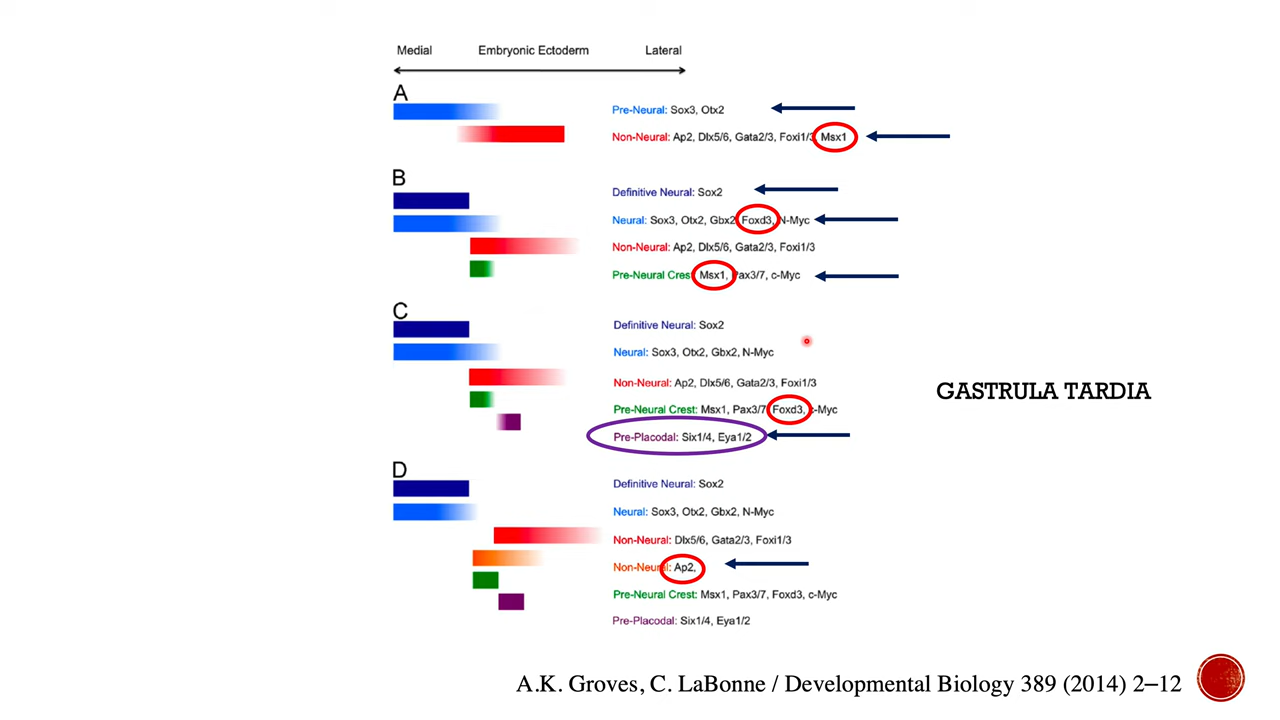 Medial Embryonic Ectoderm Lateral
A
Pre-Neural: Sox3, Otx2
Non-Neural: Ap2, Dlx5/6, Gata2/3, Foxi1/3 Msx1
B
Definitive Neural: Sox2
Neural: Sox3, Otx2, Gbx2, Foxd3, N-Myc
Non-Neural: Ap2, Dlx5/6, Gata2/3, Foxi1/3
Pre-Neural Crest Msx1, Pax3/7, c-Myc
C
Definitive Neural: Sox2
Neural: Sox3, Otx2, Gbx2, N-Myc
Non-Neural: Ap2, Dlx5/6, Gata2/3, Foxi1/3
GASTRULA TARDIA
Pre-Neural Crest: Msx1, Pax3/7, Foxd3, c-Myc
Pre-Placodal: Six1/4, Eya1/2
D
Definitive Neural: Sox2
Neural: Sox3, Otx2, Gbx2, N-Myc
Non-Neural: Dlx5/6, Gata2/3, Foxi1/3
Non-Neural: Ap2,
Pre-Neural Crest: Msx1, Pax3/7, Foxd3, c-Myc
Pre-Placodal: Six1/4, Eya1/2
A.K. Groves, C. LaBonne / Developmental Biology 389 (2014) 2–12